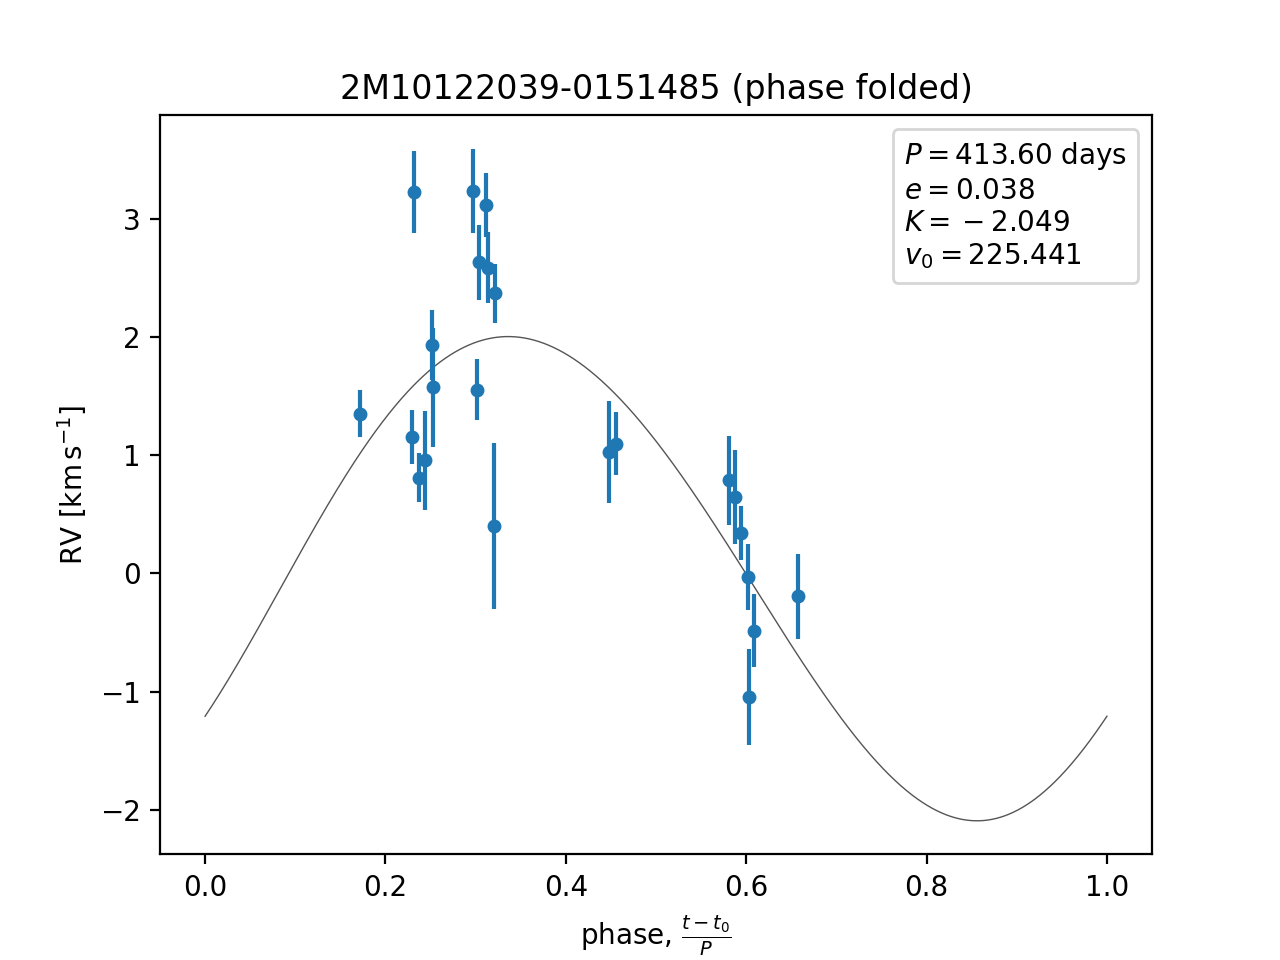 2M10122039-0151485 (phase folded)
P = 413.60 days
e = 0.038
K = −2.049
v₀ = 225.441
RV [km s⁻¹]
3
2
1
0
−1
−2
0.0 0.2 0.4 0.6 0.8 1.0
phase, (t − t₀)/P